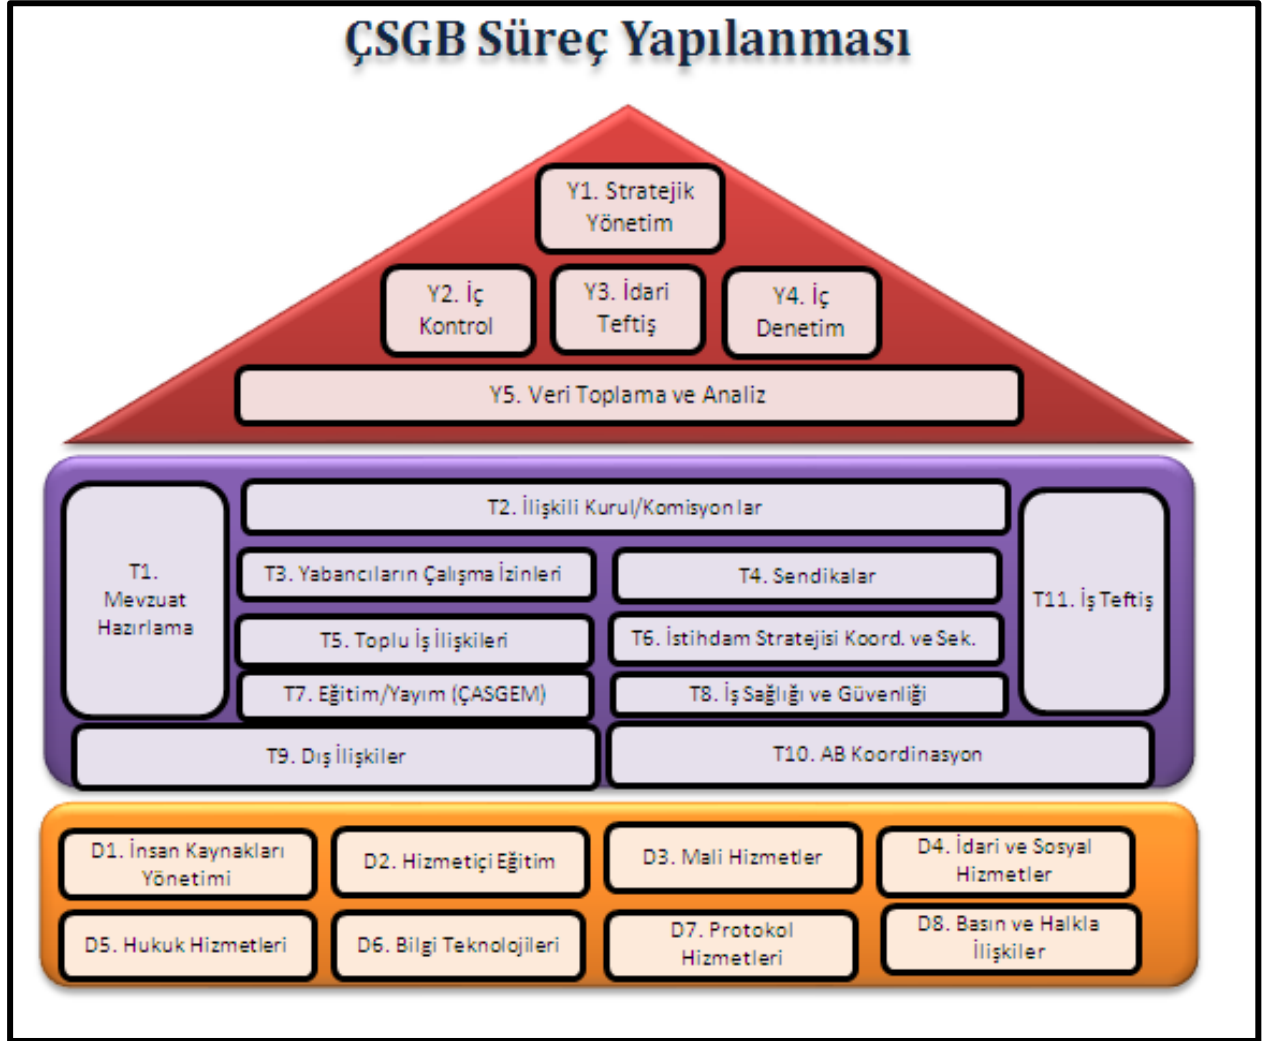 ÇSGB Süreç Yapılanması
Y1. Stratejik
Yönetim
Y2. İç
Kontrol
Y3. İdari
Teftiş
Y4. İç
Denetim
Y5. Veri Toplama ve Analiz
T1.
Mevzuat
Hazırlama
T2. İlişkili Kurul/Komisyonlar
T3. Yabancıların Çalışma İzinleri
T4. Sendikalar
T5. Toplu İş İlişkileri
T6. İstihdam Stratejisi Koord. ve Sek.
T7. Eğitim/Yayım (ÇASGEM)
T8. İş Sağlığı ve Güvenliği
T9. Dış İlişkiler
T10. AB Koordinasyon
T11. İş Teftiş
D1. İnsan Kaynakları
Yönetimi
D2. Hizmetiçi Eğitim
D3. Mali Hizmetler
D4. İdari ve Sosyal
Hizmetler
D5. Hukuk Hizmetleri
D6. Bilgi Teknolojileri
D7. Protokol
Hizmetleri
D8. Basın ve Halkla
İlişkiler